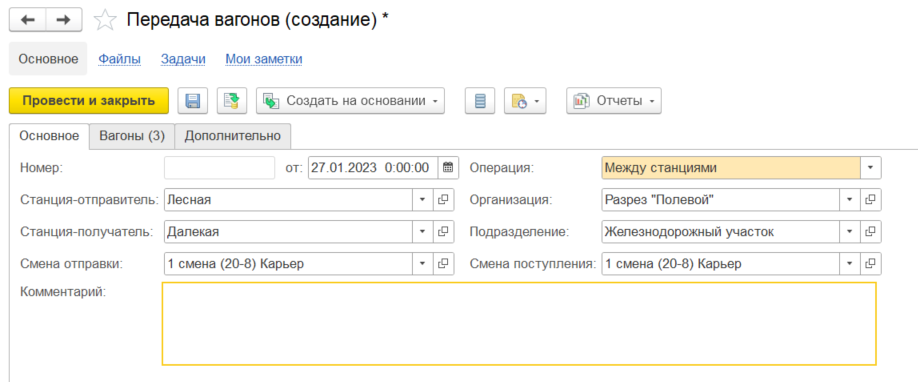 Передача вагонов (создание) *
Основное Файлы Задачи Мои заметки
Провести и закрыть Создать на основании Отчеты
Основное Вагоны (3) Дополнительно
Номер: от: 27.01.2023 0:00:00 Операция: Между станциями
Станция-отправитель: Лесная Организация: Разрез "Полевой"
Станция-получатель: Далекая Подразделение: Железнодорожный участок
Смена отправки: 1 смена (20-8) Карьер Смена поступления: 1 смена (20-8) Карьер
Комментарий: